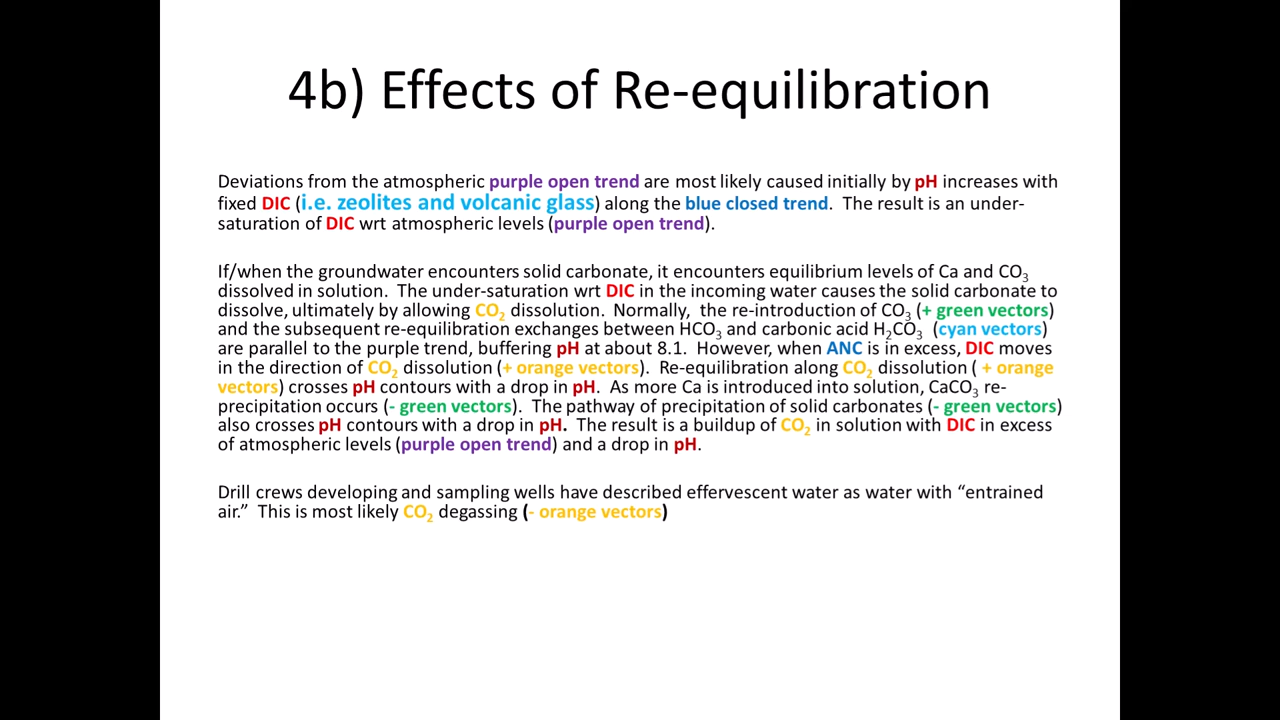 4b) Effects of Re-equilibration
Deviations from the atmospheric purple open trend are most likely caused initially by pH increases with
fixed DIC (i.e. zeolites and volcanic glass) along the blue closed trend.  The result is an under-
saturation of DIC wrt atmospheric levels (purple open trend).
If/when the groundwater encounters solid carbonate, it encounters equilibrium levels of Ca and CO₃
dissolved in solution.  The under-saturation wrt DIC in the incoming water causes the solid carbonate to
dissolve, ultimately by allowing CO₂ dissolution.  Normally,  the re-introduction of CO₃ (+ green vectors)
and the subsequent re-equilibration exchanges between HCO₃ and carbonic acid H₂CO₃  (cyan vectors)
are parallel to the purple trend, buffering pH at about 8.1.  However, when ANC is in excess, DIC moves
in the direction of CO₂ dissolution (+ orange vectors).  Re-equilibration along CO₂ dissolution ( + orange
vectors) crosses pH contours with a drop in pH.  As more Ca is introduced into solution, CaCO₃ re-
precipitation occurs (- green vectors).  The pathway of precipitation of solid carbonates (- green vectors)
also crosses pH contours with a drop in pH.  The result is a buildup of CO₂ in solution with DIC in excess
of atmospheric levels (purple open trend) and a drop in pH.
Drill crews developing and sampling wells have described effervescent water as water with “entrained
air.”  This is most likely CO₂ degassing (- orange vectors)